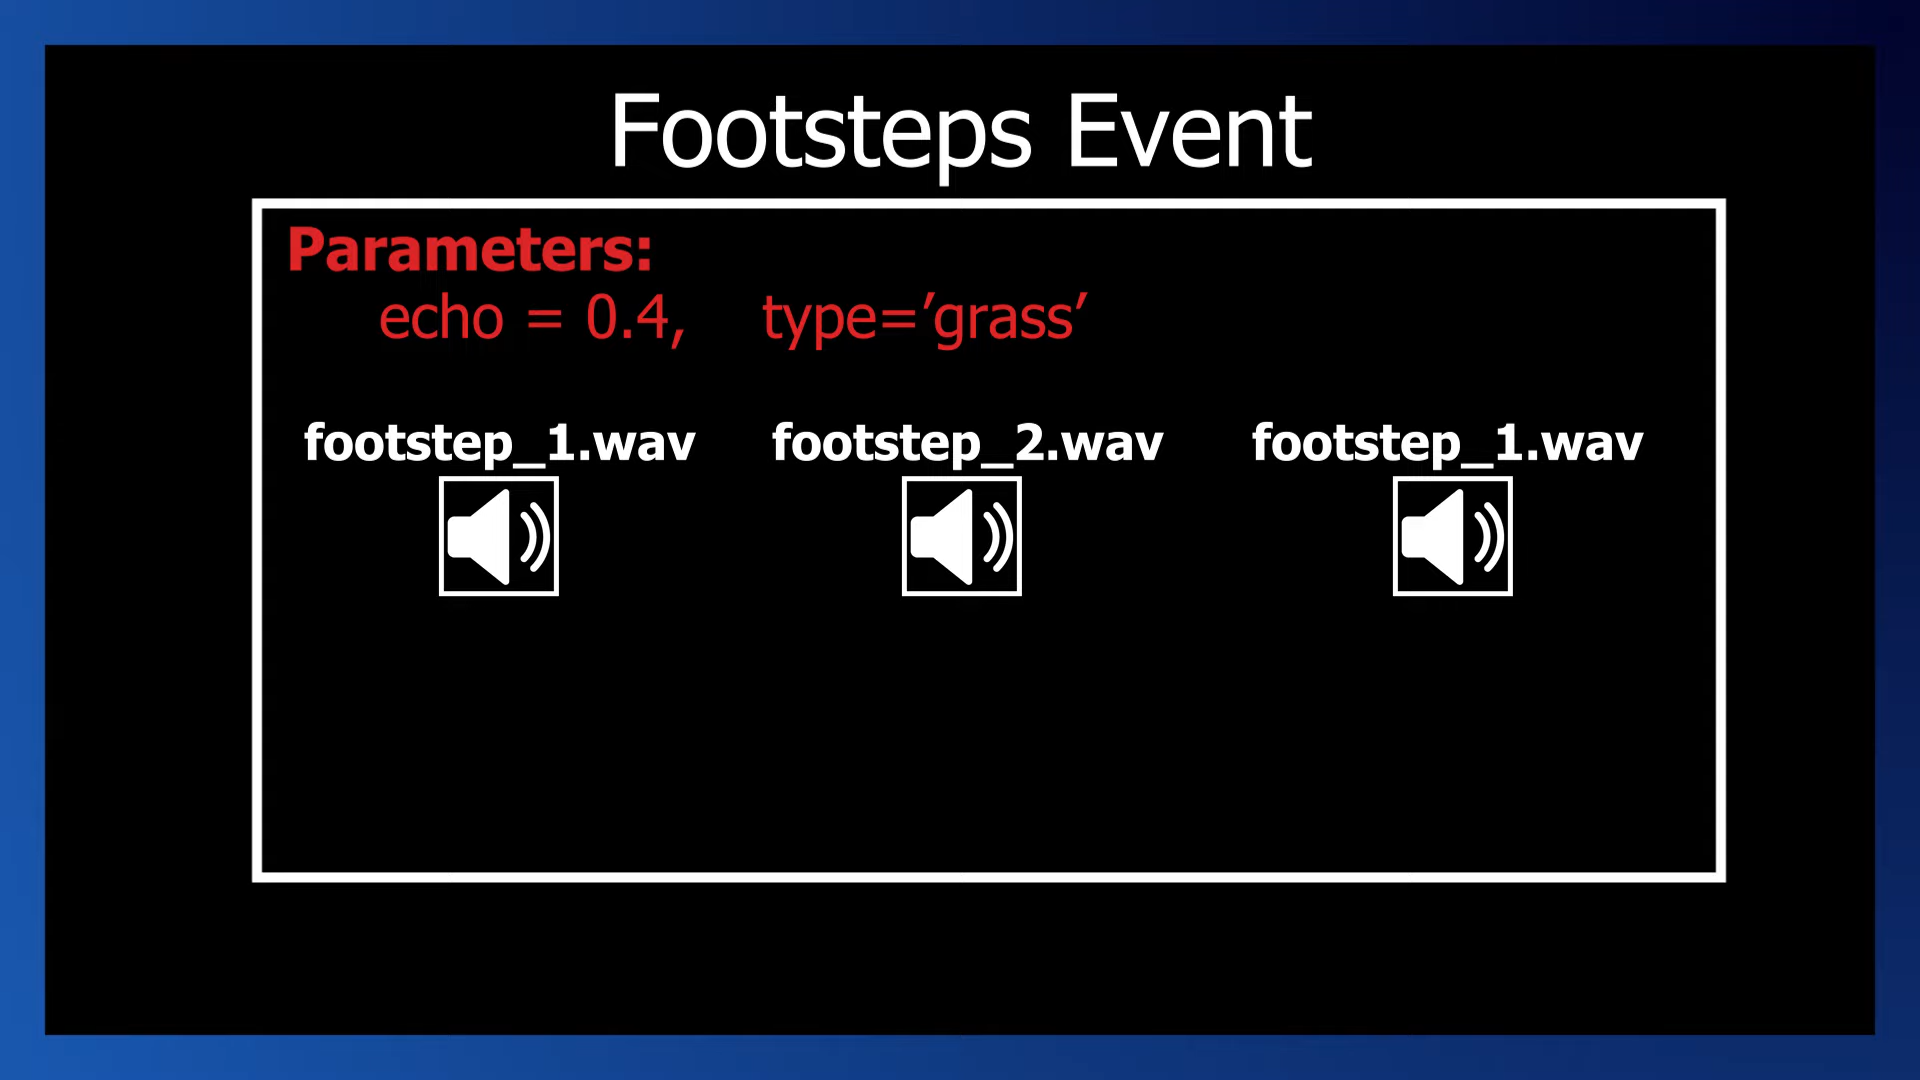 Footsteps Event
Parameters:
echo = 0.4, type=’grass’
footstep_1.wav footstep_2.wav footstep_1.wav